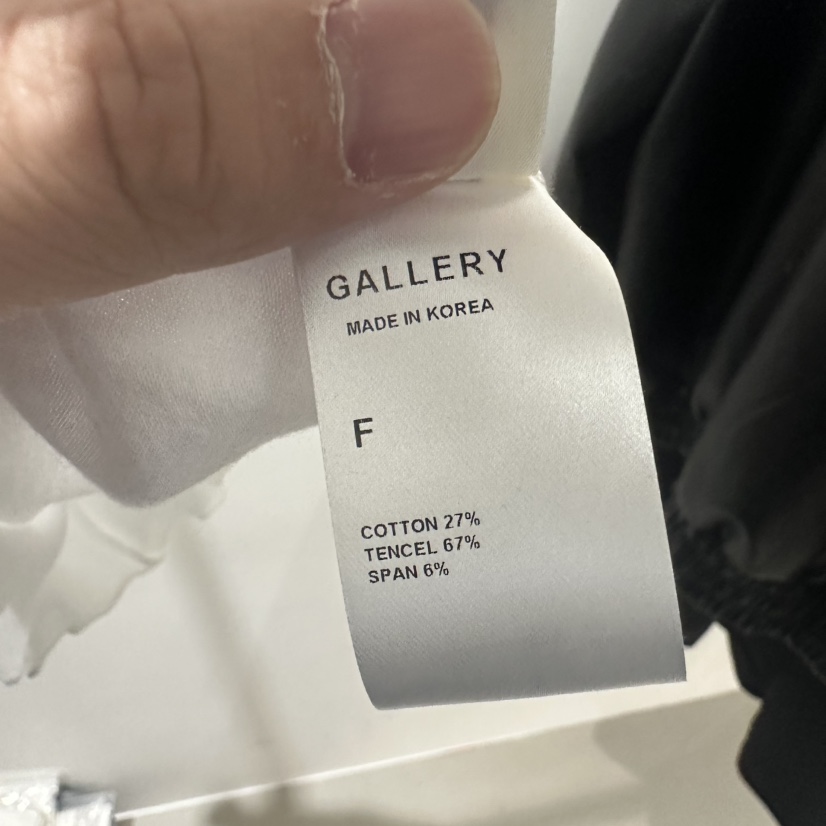 GALLERY
MADE IN KOREA
F
COTTON 27%
TENCEL 67%
SPAN 6%